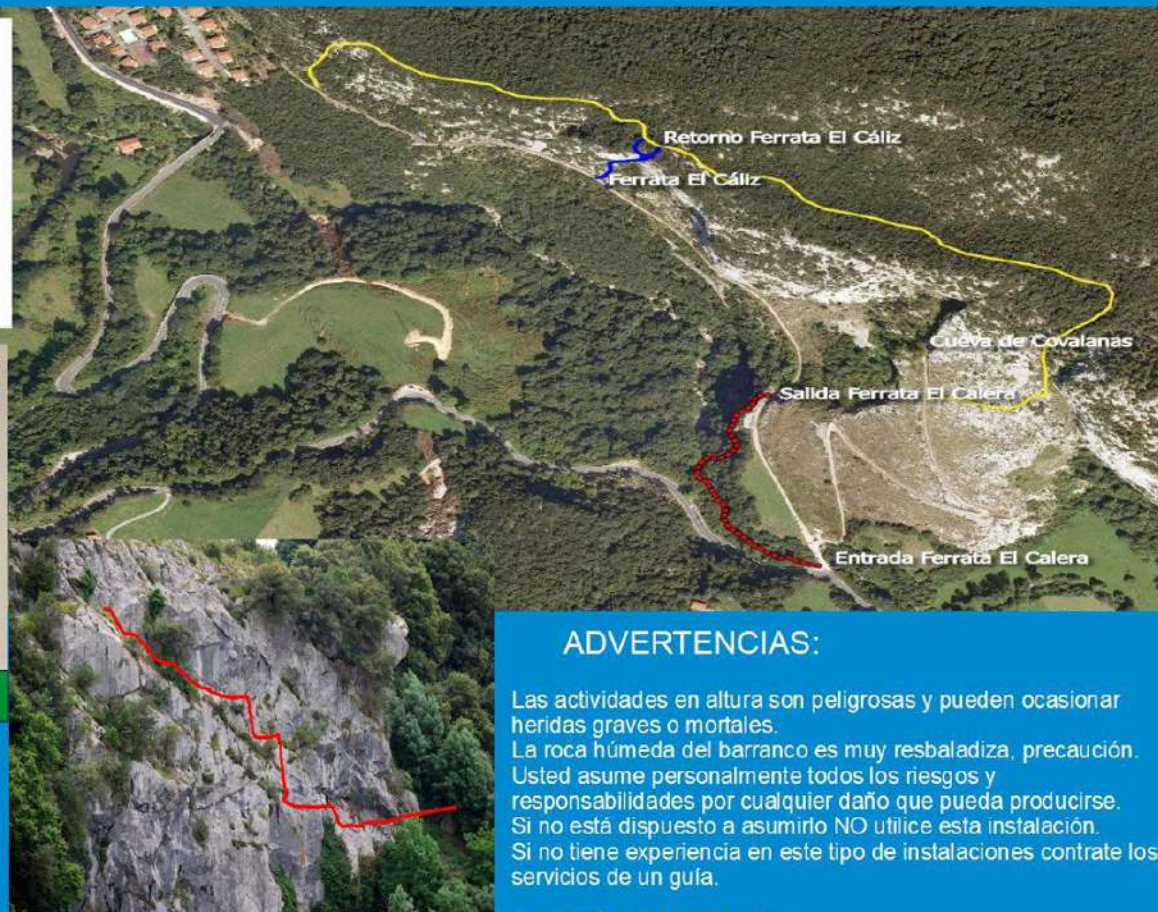 Retorno Ferrata El Cáliz
Ferrata El Cáliz
Cueva de Covalanas
Salida Ferrata El Calera
Entrada Ferrata El Calera
ADVERTENCIAS:
Las actividades en altura son peligrosas y pueden ocasionar
heridas graves o mortales.
La roca húmeda del barranco es muy resbaladiza, precaución.
Usted asume personalmente todos los riesgos y
responsabilidades por cualquier daño que pueda producirse.
Si no está dispuesto a asumirlo NO utilice esta instalación.
Si no tiene experiencia en este tipo de instalaciones contrate los
servicios de un guía.